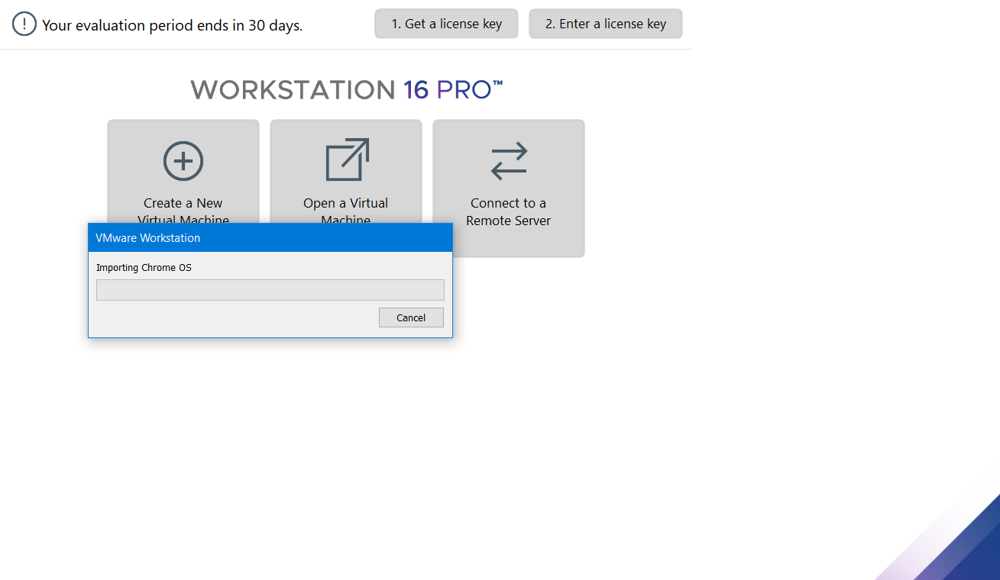 Your evaluation period ends in 30 days.
1. Get a license key
2. Enter a license key
WORKSTATION 16 PRO™
Create a New
Virtual Machine
Open a Virtual
Machine
Connect to a
Remote Server
VMware Workstation
Importing Chrome OS
Cancel